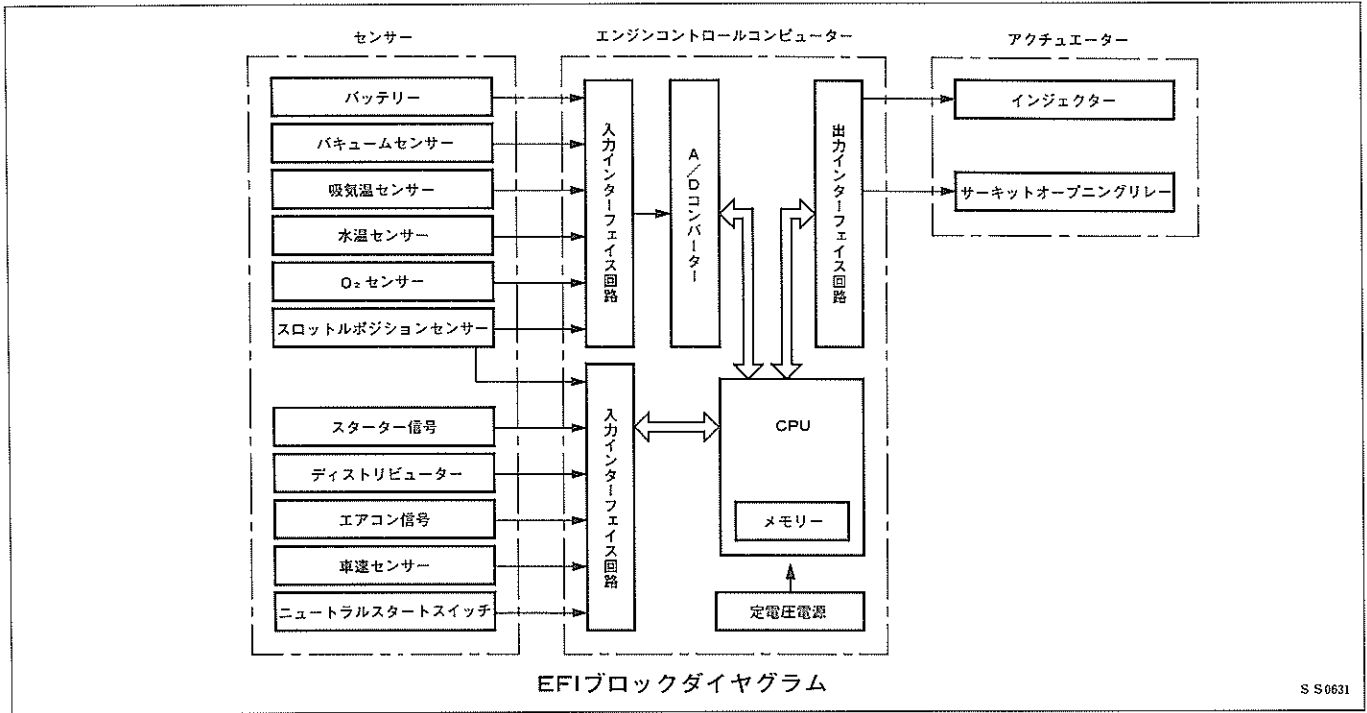 センサー
エンジンコントロールコンピューター
アクチュエーター
バッテリー
バキュームセンサー
吸気温センサー
水温センサー
O₂センサー
スロットルポジションセンサー
スターター信号
ディストリビューター
エアコン信号
車速センサー
ニュートラルスタートスイッチ
入力インターフェイス回路
A/Dコンバーター
入力インターフェイス回路
出力インターフェイス回路
CPU
メモリー
定電圧電源
インジェクター
サーキットオープニングリレー
EFIブロックダイヤグラム
S S 0631